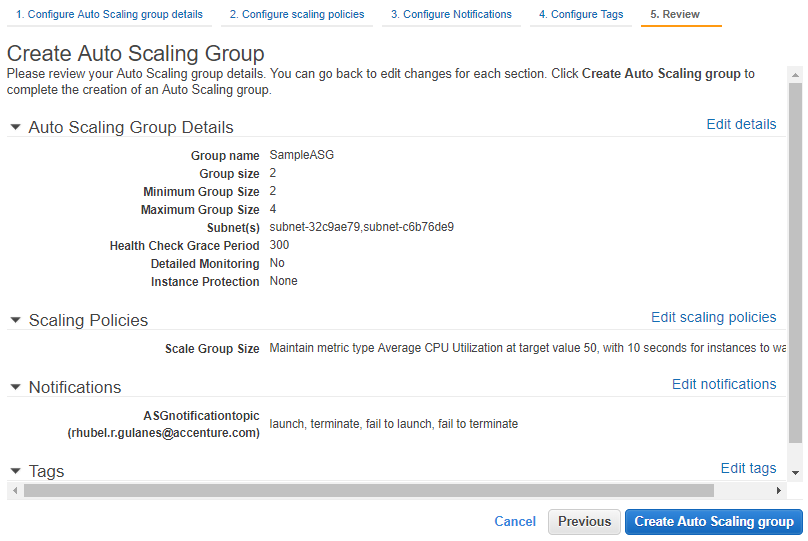 1. Configure Auto Scaling group details 2. Configure scaling policies 3. Configure Notifications 4. Configure Tags 5. Review
Create Auto Scaling Group
Please review your Auto Scaling group details. You can go back to edit changes for each section. Click Create Auto Scaling group to
complete the creation of an Auto Scaling group.
Auto Scaling Group Details Edit details
Group name SampleASG
Group size 2
Minimum Group Size 2
Maximum Group Size 4
Subnet(s) subnet-32c9ae79,subnet-c6b76de9
Health Check Grace Period 300
Detailed Monitoring No
Instance Protection None
Scaling Policies Edit scaling policies
Scale Group Size Maintain metric type Average CPU Utilization at target value 50, with 10 seconds for instances to wa
Notifications Edit notifications
ASGnotificationtopic
(rhubel.r.gulanes@accenture.com) launch, terminate, fail to launch, fail to terminate
Tags Edit tags
Cancel Previous Create Auto Scaling group